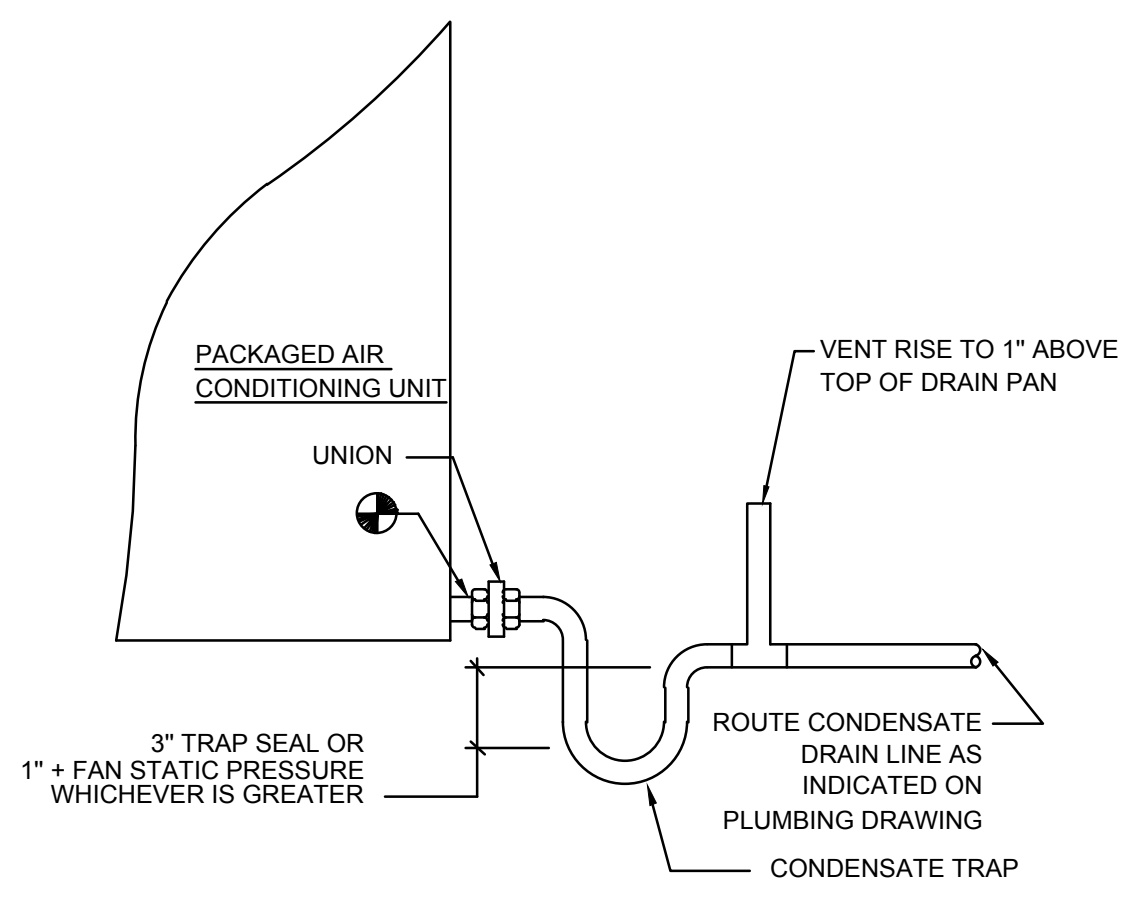 PACKAGED AIR
CONDITIONING UNIT
UNION
VENT RISE TO 1" ABOVE
TOP OF DRAIN PAN
3" TRAP SEAL OR
1" + FAN STATIC PRESSURE
WHICHEVER IS GREATER
ROUTE CONDENSATE
DRAIN LINE AS
INDICATED ON
PLUMBING DRAWING
CONDENSATE TRAP